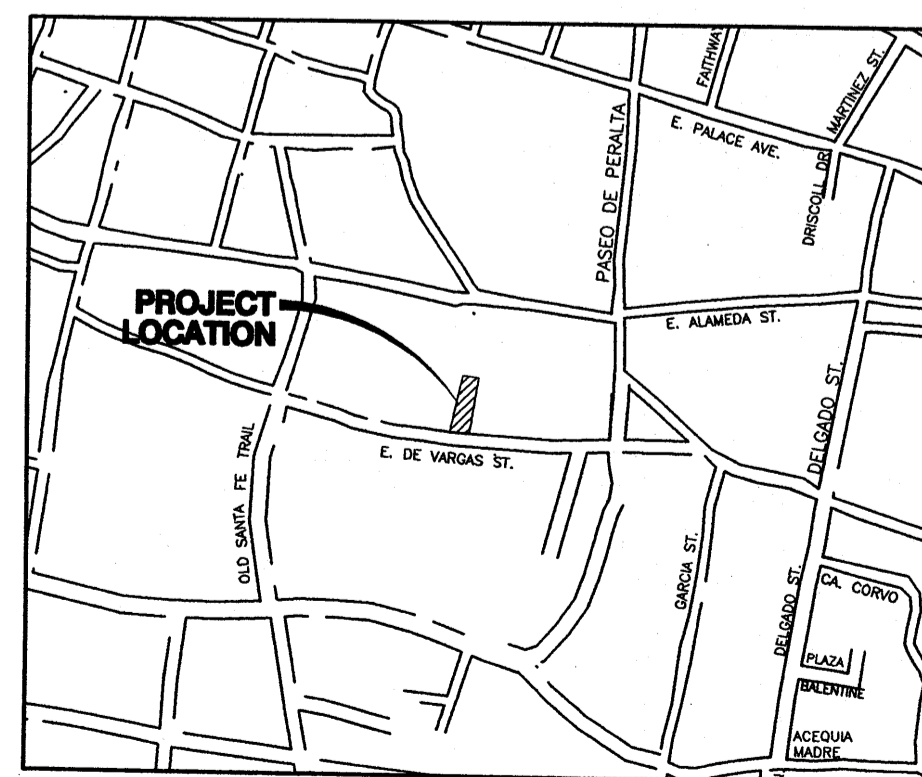 FAITHWAY
MARTINEZ ST.
E. PALACE AVE.
PASEO DE PERALTA
DRISCOLL DR.
PROJECT
LOCATION
E. ALAMEDA ST.
DELGADO ST.
OLD SANTA FE TRAIL
E. DE VARGAS ST.
GARCIA ST.
DELGADO ST.
CA. CORVO
PLAZA
BALENTINE
ACEQUIA
MADRE